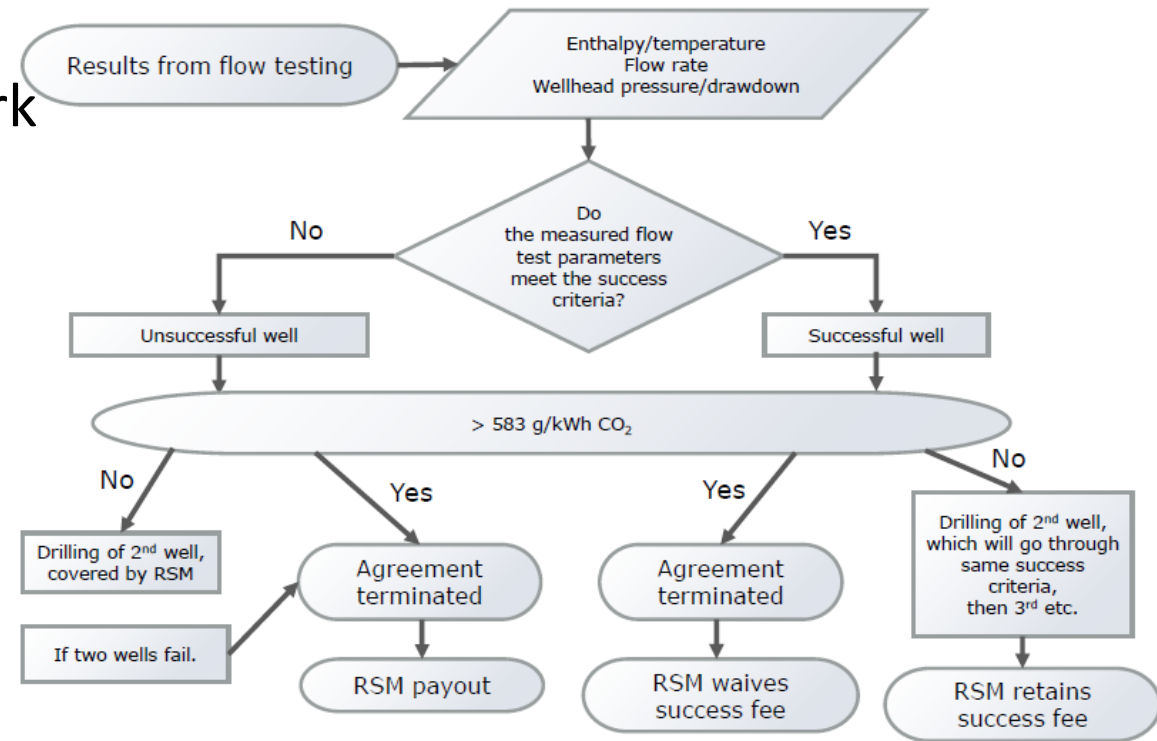 Results from flow testing
Enthalpy/temperature
Flow rate
Wellhead pressure/drawdown
rk
Do
the measured flow
test parameters
meet the success
criteria?
No
Yes
Unsuccessful well
Successful well
> 583 g/kWh CO₂
No
Yes
Yes
No
Drilling of 2nd well,
covered by RSM
Agreement
terminated
Agreement
terminated
Drilling of 2nd well,
which will go through
same success
criteria,
then 3rd etc.
If two wells fail.
RSM payout
RSM waives
success fee
RSM retains
success fee